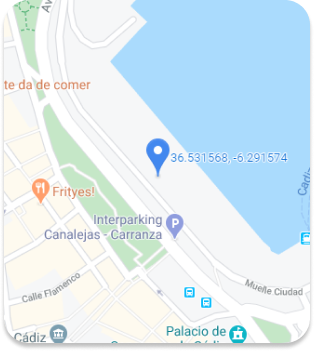 Av
te da de comer
36.531568, -6.291574
Frityes!
Interparking
Canalejas - Carranza
P
Cádiz
Muelle Ciudad
Calle Flamenco
Palacio de
Cádiz